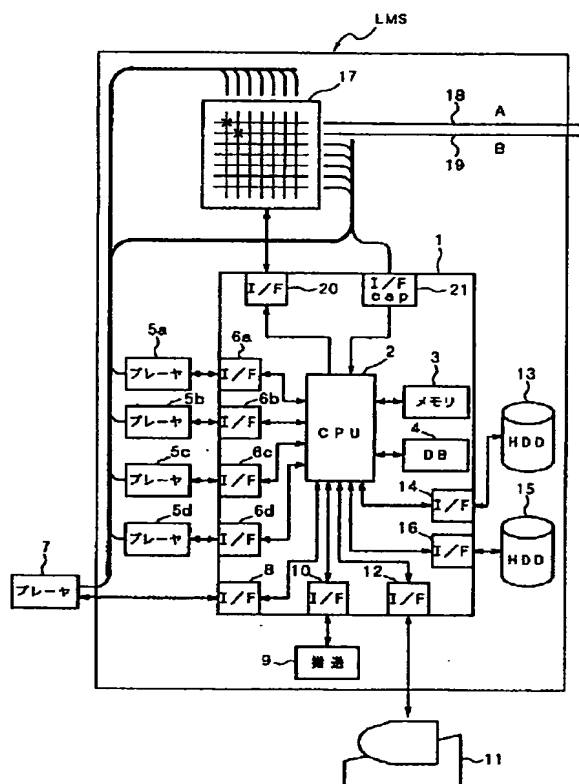 LMS
17
18
A
19
B
1
I/F
20
I/F
cap
21
5a
プレーヤ
6a
I/F
2
CPU
3
メモリ
13
HDD
5b
プレーヤ
6b
I/F
4
DB
5c
プレーヤ
6c
I/F
14
I/F
15
HDD
5d
プレーヤ
6d
I/F
16
I/F
7
プレーヤ
8
I/F
10
I/F
12
I/F
9
搬送
11